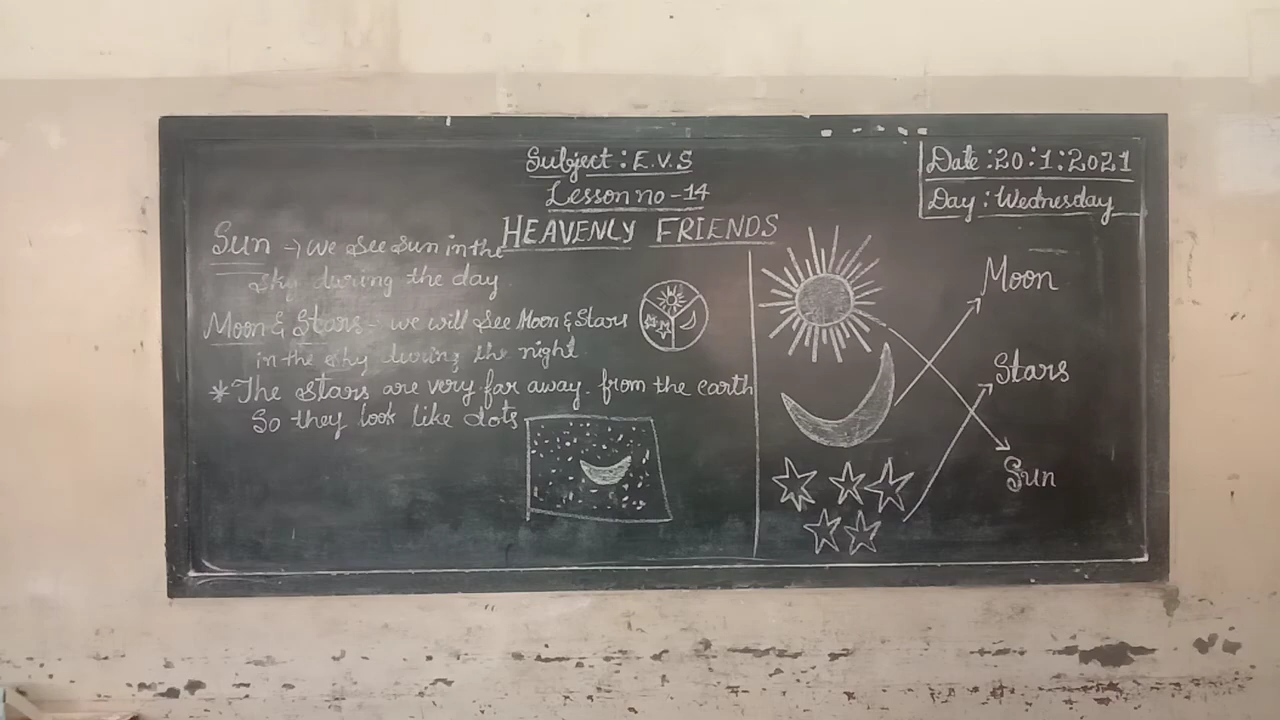 Subject : E.V.S
Lesson no - 14
HEAVENLY FRIENDS
Date : 20 : 1 : 2021
Day : Wednesday
Sun → we see Sun in the
sky during the day
Moon & Stars - we will see Moon & Stars
in the sky during the night
* The stars are very far away. from the earth
So they look like dots
Moon
Stars
Sun